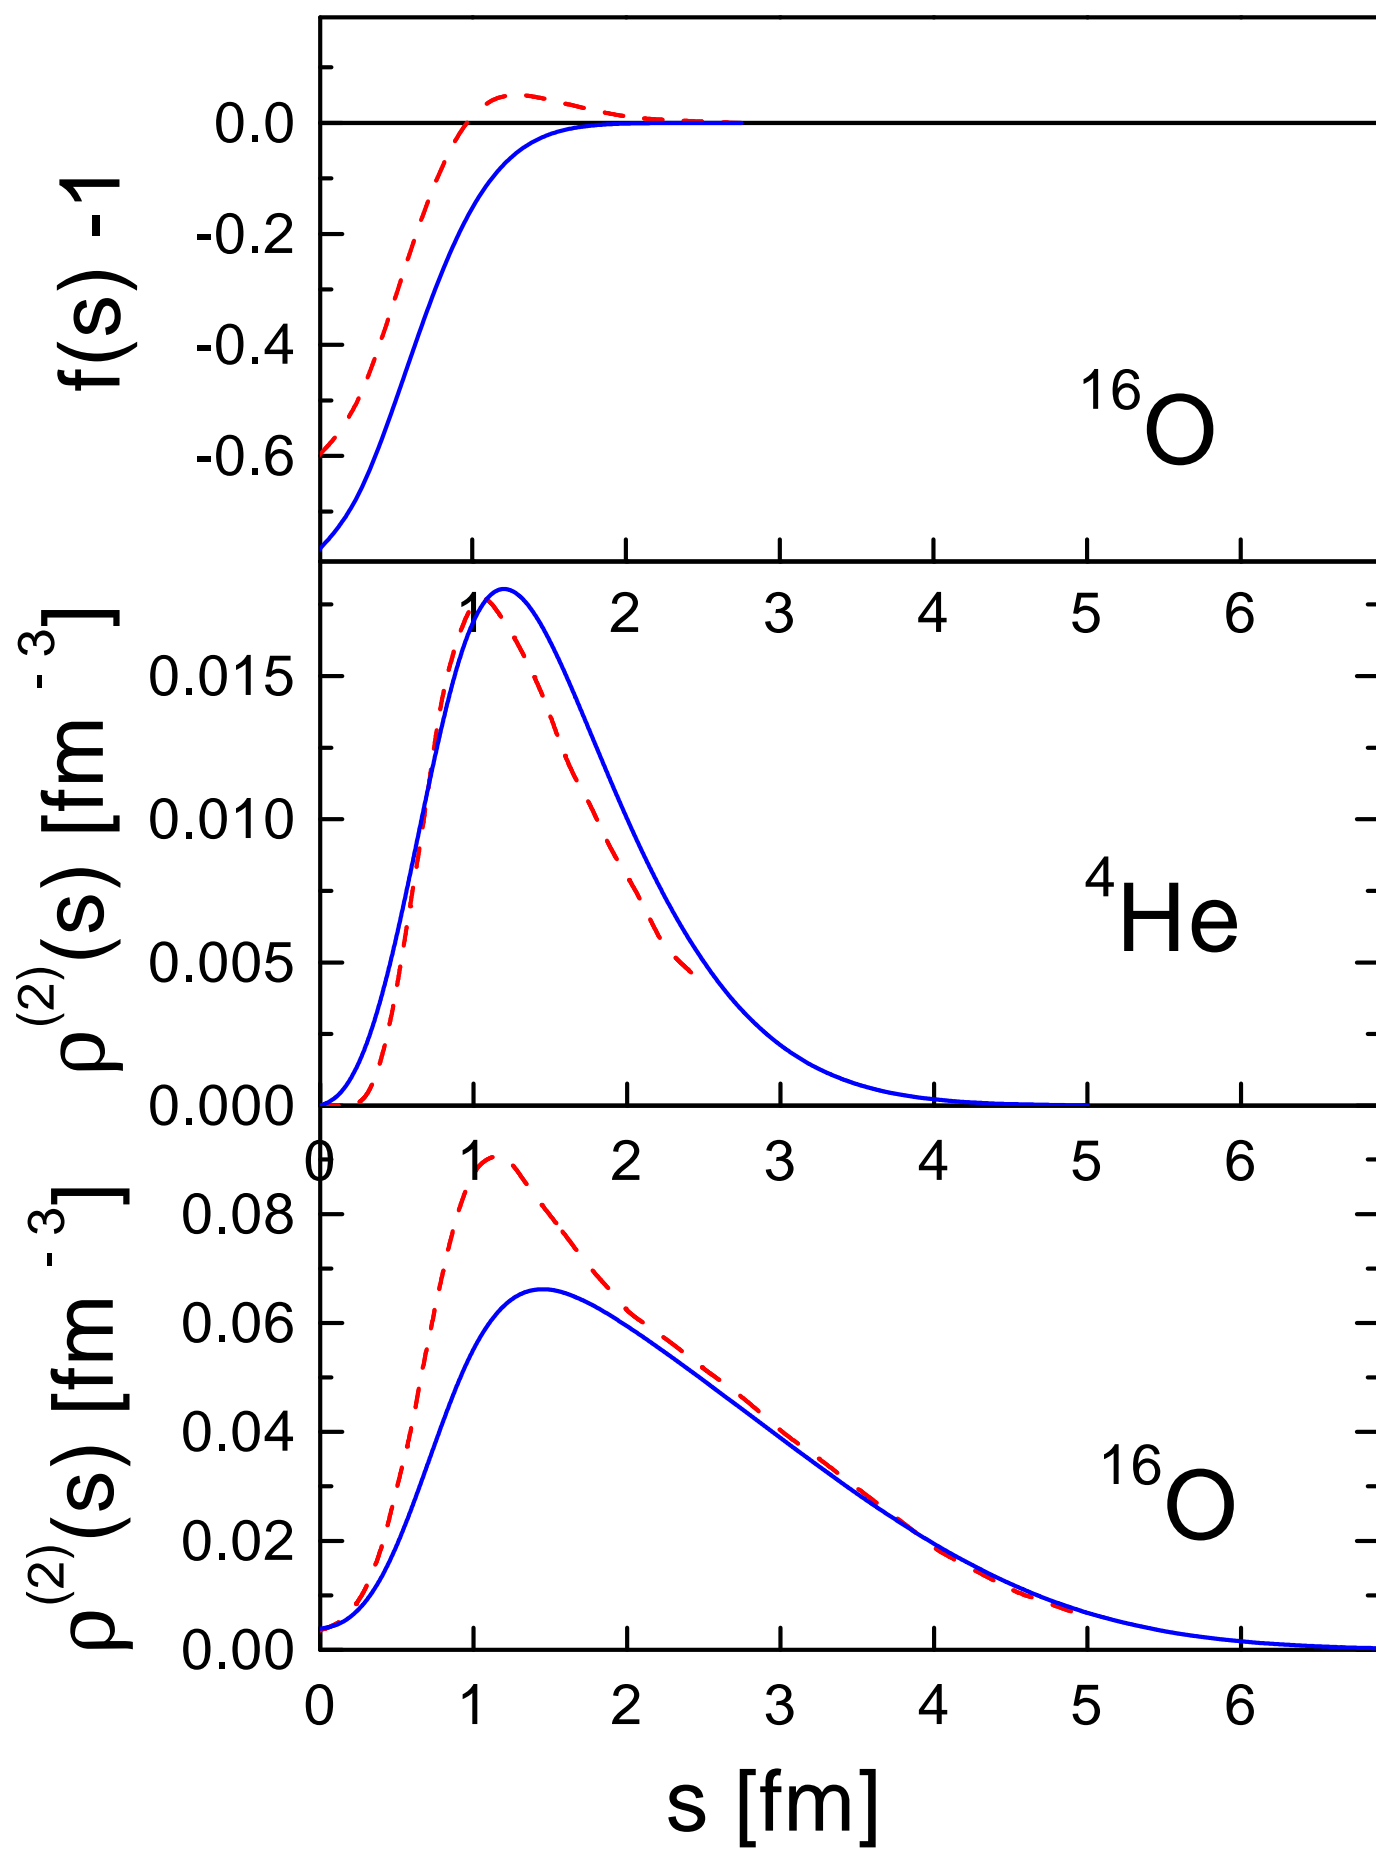 f(s) -1
0.0
-0.2
-0.4
-0.6
¹⁶O
1 2 3 4 5 6
ρ⁽²⁾(s) [fm⁻³]
0.015
0.010
0.005
0.000
⁴He
0 1 2 3 4 5 6
ρ⁽²⁾(s) [fm⁻³]
0.08
0.06
0.04
0.02
0.00
¹⁶O
0 1 2 3 4 5 6
s [fm]